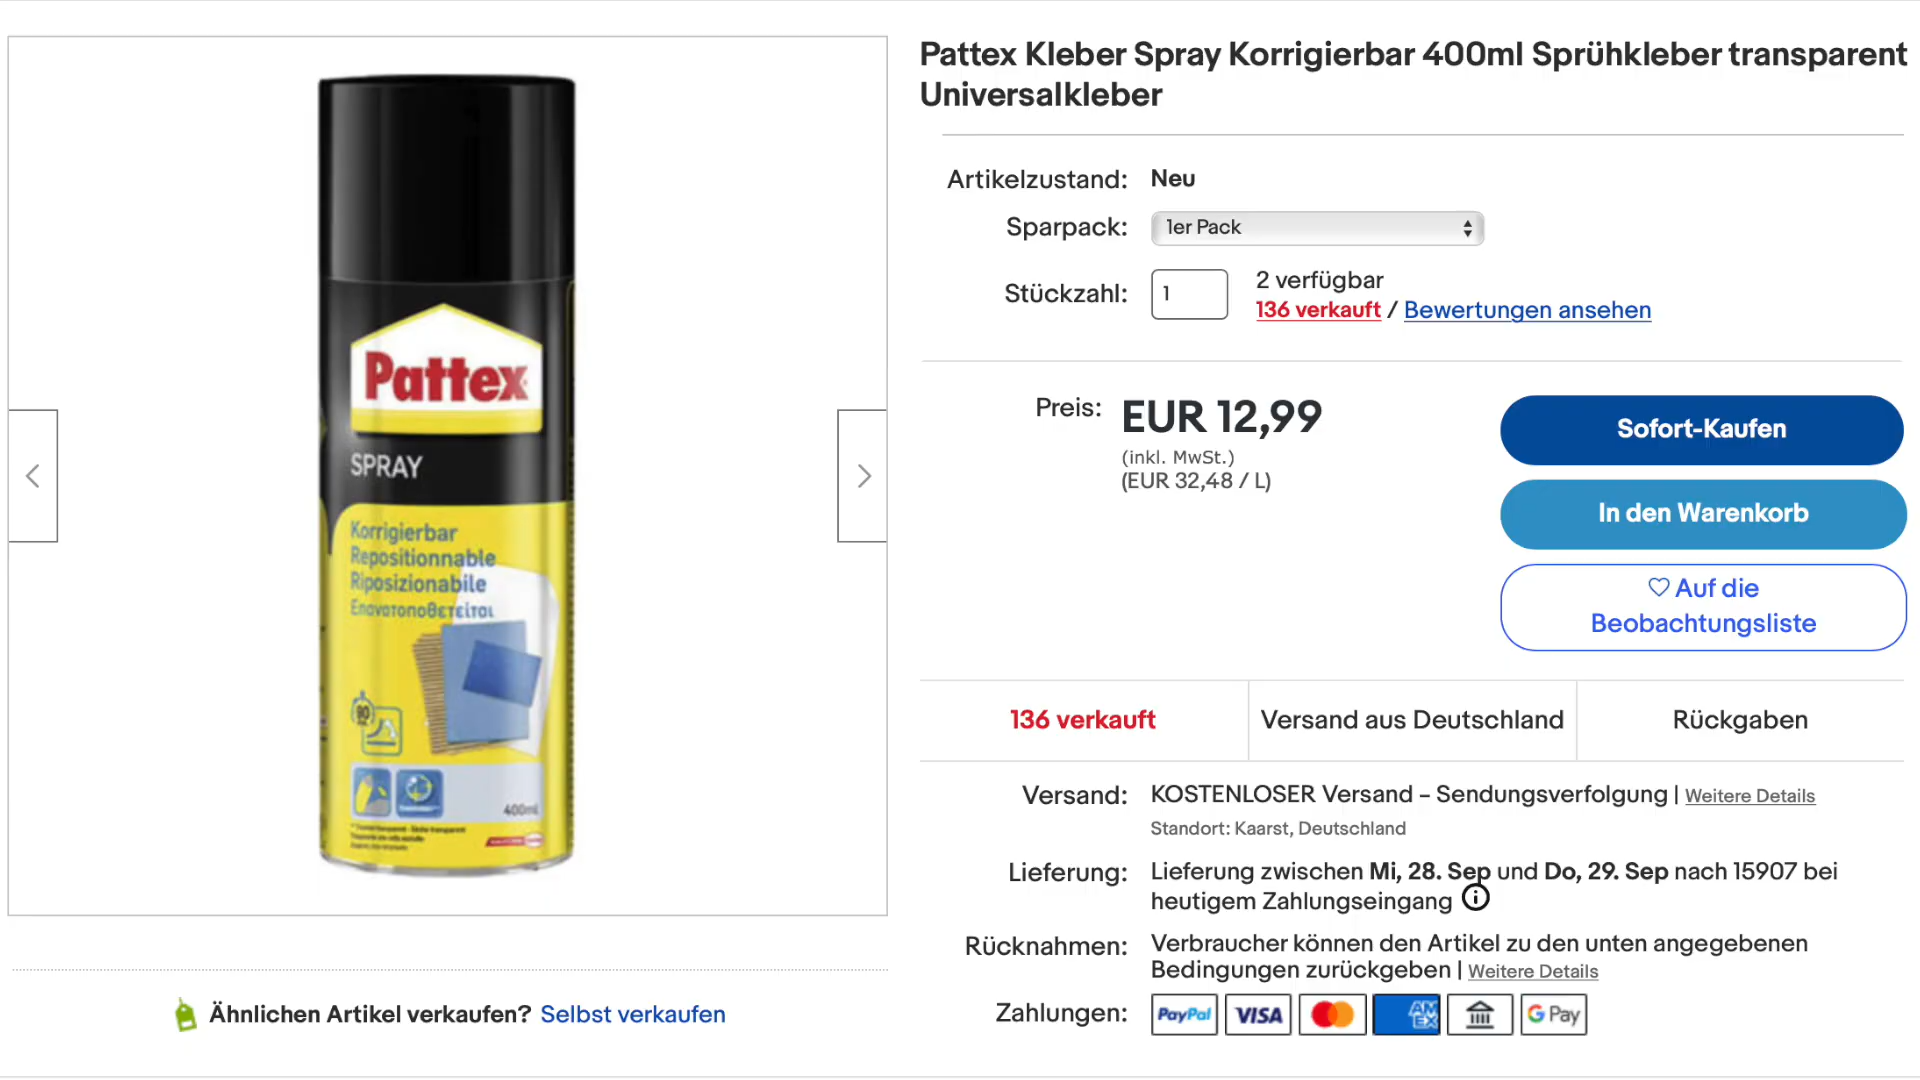 Pattex Kleber Spray Korrigierbar 400ml Sprühkleber transparent
Universalkleber
Artikelzustand: Neu
Sparpack: 1er Pack
Stückzahl: 1
2 verfügbar
136 verkauft / Bewertungen ansehen
Preis: EUR 12,99
(inkl. MwSt.)
(EUR 32,48 / L)
Sofort-Kaufen
In den Warenkorb
Auf die
Beobachtungsliste
136 verkauft
Versand aus Deutschland
Rückgaben
Versand: KOSTENLOSER Versand – Sendungsverfolgung | Weitere Details
Standort: Kaarst, Deutschland
Lieferung: Lieferung zwischen Mi, 28. Sep und Do, 29. Sep nach 15907 bei
heutigem Zahlungseingang
Rücknahmen: Verbraucher können den Artikel zu den unten angegebenen
Bedingungen zurückgeben | Weitere Details
Zahlungen: PayPal VISA AMEX G Pay
Pattex
SPRAY
Korrigierbar
Repositionnable
Riposizionabile
Επανατοποθετείται
90
400ml
Ähnlichen Artikel verkaufen? Selbst verkaufen